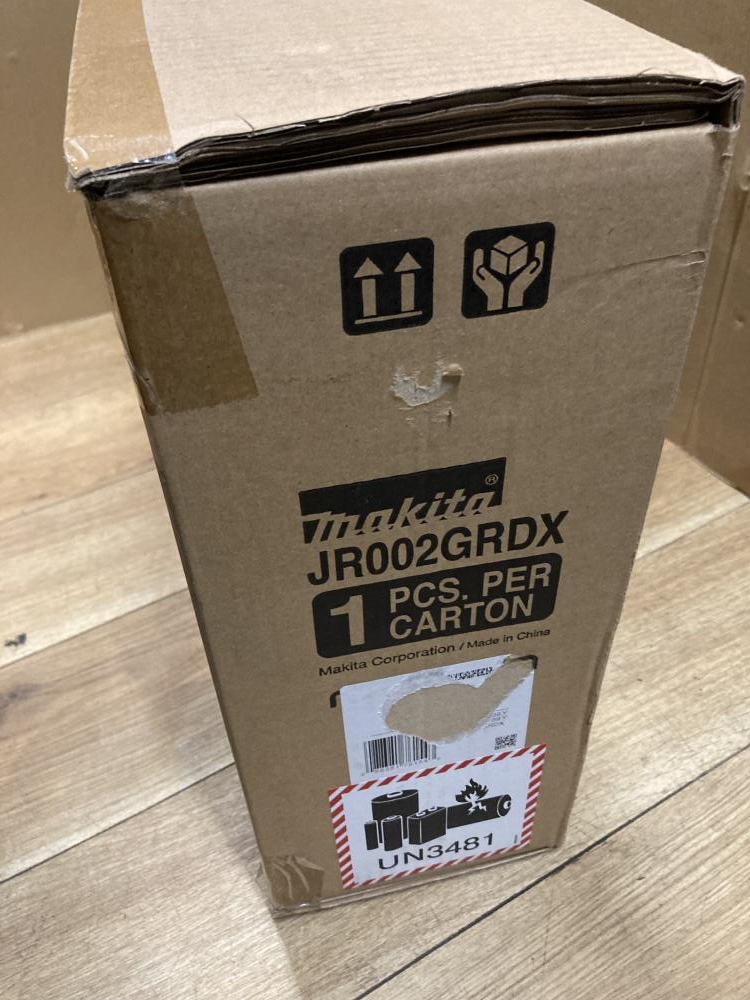 makita®
JR002GRDX
1 PCS. PER
CARTON
Makita Corporation / Made in China
UN3481